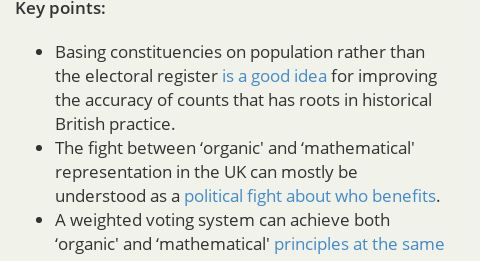 Key points:
Basing constituencies on population rather than
the electoral register is a good idea for improving
the accuracy of counts that has roots in historical
British practice.
The fight between ‘organic' and ‘mathematical'
representation in the UK can mostly be
understood as a political fight about who benefits.
A weighted voting system can achieve both
‘organic' and ‘mathematical' principles at the same